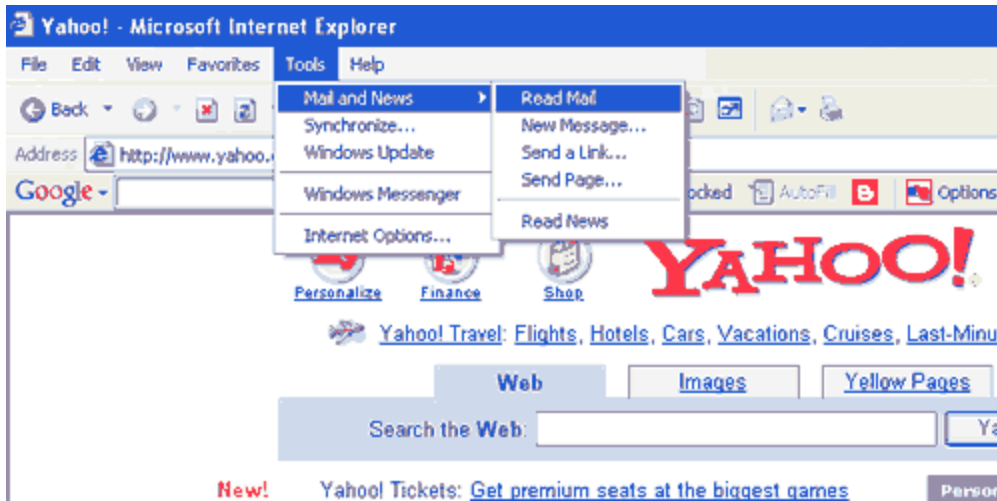 Yahoo! - Microsoft Internet Explorer
File Edit View Favorites Tools Help
Back
Mail and News
Synchronize...
Windows Update
Windows Messenger
Internet Options...
Read Mail
New Message...
Send a Link...
Send Page...
Read News
Address http://www.yahoo.
Google
ocked AutoFill Options
YAHOO!
Personalize Finance Shop
Yahoo! Travel: Flights, Hotels, Cars, Vacations, Cruises, Last-Minu
Web Images Yellow Pages
Search the Web: Ya
New! Yahoo! Tickets: Get premium seats at the biggest games Person